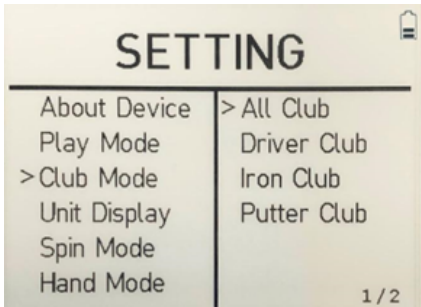 SETTING
About Device
Play Mode
>Club Mode
Unit Display
Spin Mode
Hand Mode
>All Club
Driver Club
Iron Club
Putter Club
1/2